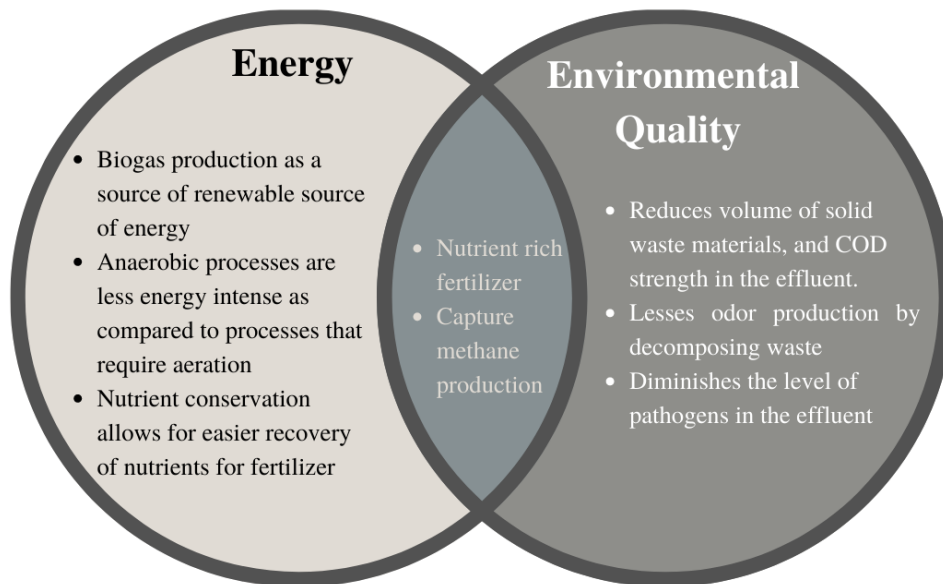 Energy
• Biogas production as a
source of renewable source
of energy
• Anaerobic processes are
less energy intense as
compared to processes that
require aeration
• Nutrient conservation
allows for easier recovery
of nutrients for fertilizer
• Nutrient rich
fertilizer
• Capture
methane
production
Environmental
Quality
• Reduces volume of solid
waste materials, and COD
strength in the effluent.
• Lesses odor production by
decomposing waste
• Diminishes the level of
pathogens in the effluent